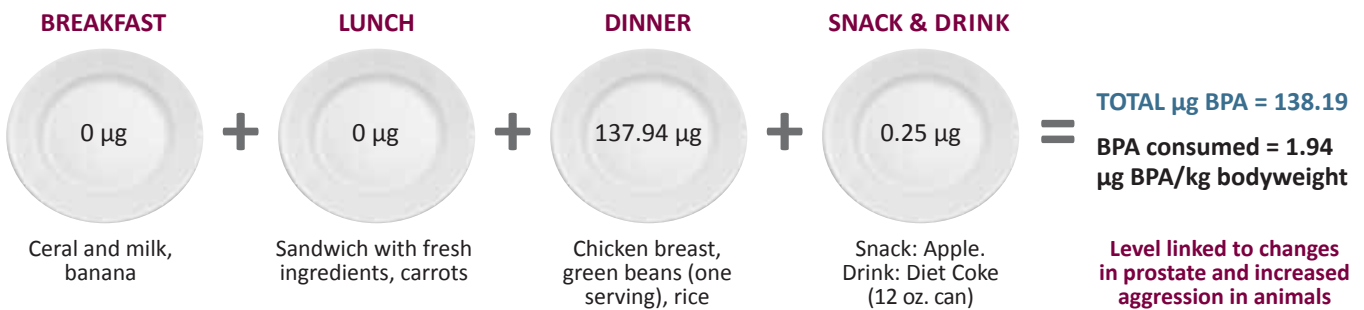 BREAKFAST
LUNCH
DINNER
SNACK & DRINK
0 µg
+
0 µg
+
137.94 µg
+
0.25 µg
=
TOTAL µg BPA = 138.19
BPA consumed = 1.94
µg BPA/kg bodyweight
Ceral and milk,
banana
Sandwich with fresh
ingredients, carrots
Chicken breast,
green beans (one
serving), rice
Snack: Apple.
Drink: Diet Coke
(12 oz. can)
Level linked to changes
in prostate and increased
aggression in animals